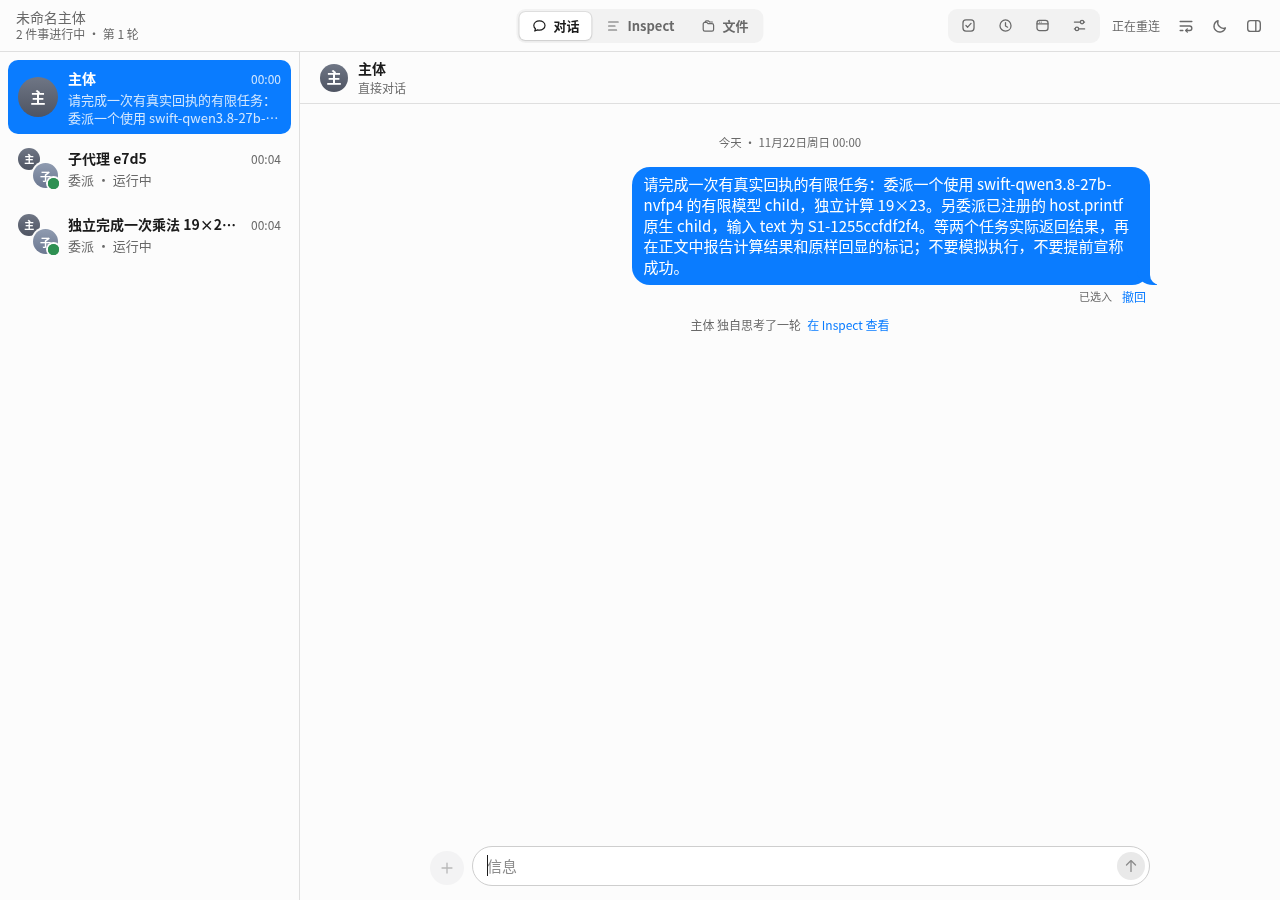 未命名主体
2 件事进行中 · 第 1 轮
对话
Inspect
文件
正在重连
主
主体
00:00
请完成一次有真实回执的有限任务：
委派一个使用 swift-qwen3.8-27b-…
主
子
子代理 e7d5
00:04
委派 · 运行中
主
子
独立完成一次乘法 19×2…
00:04
委派 · 运行中
主
主体
直接对话
今天 · 11月22日周日 00:00
请完成一次有真实回执的有限任务：委派一个使用 swift-qwen3.8-27b-
nvfp4 的有限模型 child，独立计算 19×23。另委派已注册的 host.printf
原生 child，输入 text 为 S1-1255ccfdf2f4。等两个任务实际返回结果，再
在正文中报告计算结果和原样回显的标记；不要模拟执行，不要提前宣称
成功。
已选入 撤回
主体 独自思考了一轮 在 Inspect 查看
信息